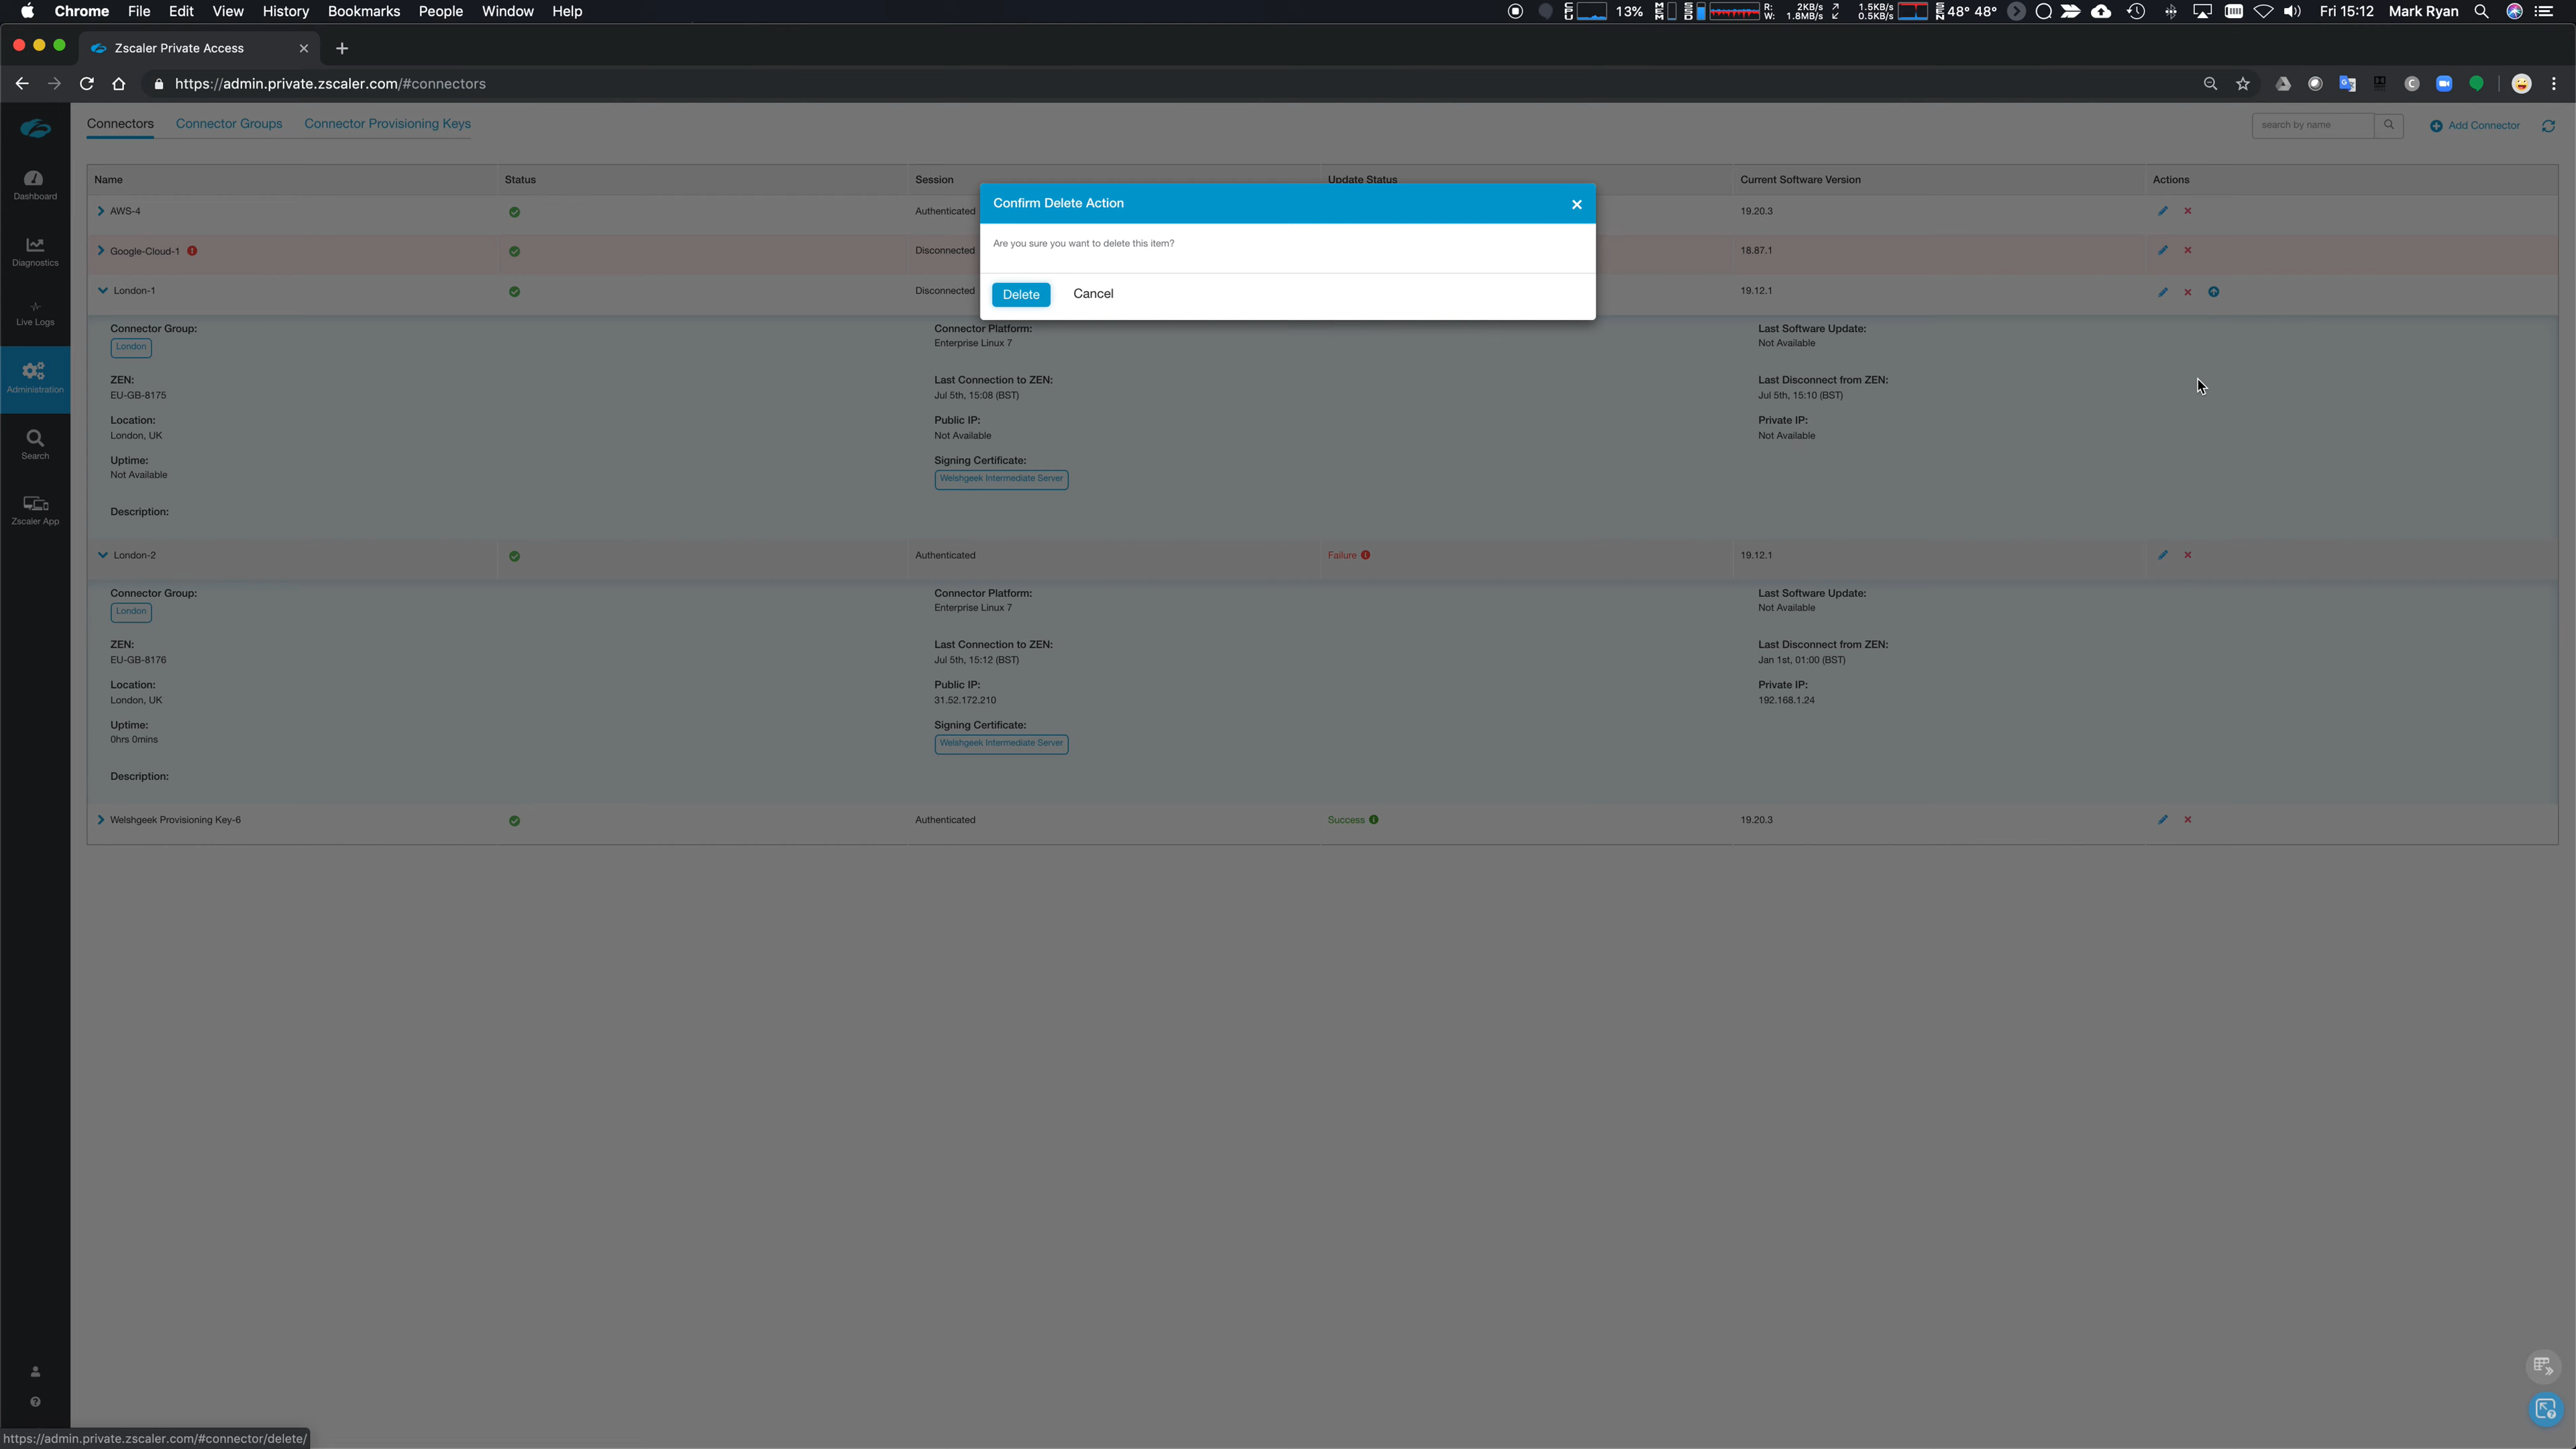 Chrome File Edit View History Bookmarks People Window Help 13% R: W: 2KB/s 1.8MB/s 1.5KB/s 0.5KB/s 48° 48° Fri 15:12 Mark Ryan
Zscaler Private Access
https://admin.private.zscaler.com/#connectors
Connectors Connector Groups Connector Provisioning Keys search by name Add Connector
Dashboard
Diagnostics
Live Logs
Administration
Search
Zscaler App
Name Status Session Update Status Current Software Version Actions
AWS-4 Authenticated 19.20.3
Google-Cloud-1 Disconnected 18.87.1
London-1 Disconnected 19.12.1
Confirm Delete Action
Are you sure you want to delete this item?
Delete Cancel
Connector Group: Connector Platform: Last Software Update:
London Enterprise Linux 7 Not Available
ZEN: Last Connection to ZEN: Last Disconnect from ZEN:
EU-GB-8175 Jul 5th, 15:08 (BST) Jul 5th, 15:10 (BST)
Location: Public IP: Private IP:
London, UK Not Available Not Available
Uptime: Signing Certificate:
Not Available Welshgeek Intermediate Server
Description:
London-2 Authenticated Failure 19.12.1
Connector Group: Connector Platform: Last Software Update:
London Enterprise Linux 7 Not Available
ZEN: Last Connection to ZEN: Last Disconnect from ZEN:
EU-GB-8176 Jul 5th, 15:12 (BST) Jan 1st, 01:00 (BST)
Location: Public IP: Private IP:
London, UK 31.52.172.210 192.168.1.24
Uptime: Signing Certificate:
0hrs 0mins Welshgeek Intermediate Server
Description:
Welshgeek Provisioning Key-6 Authenticated Success 19.20.3
https://admin.private.zscaler.com/#connector/delete/